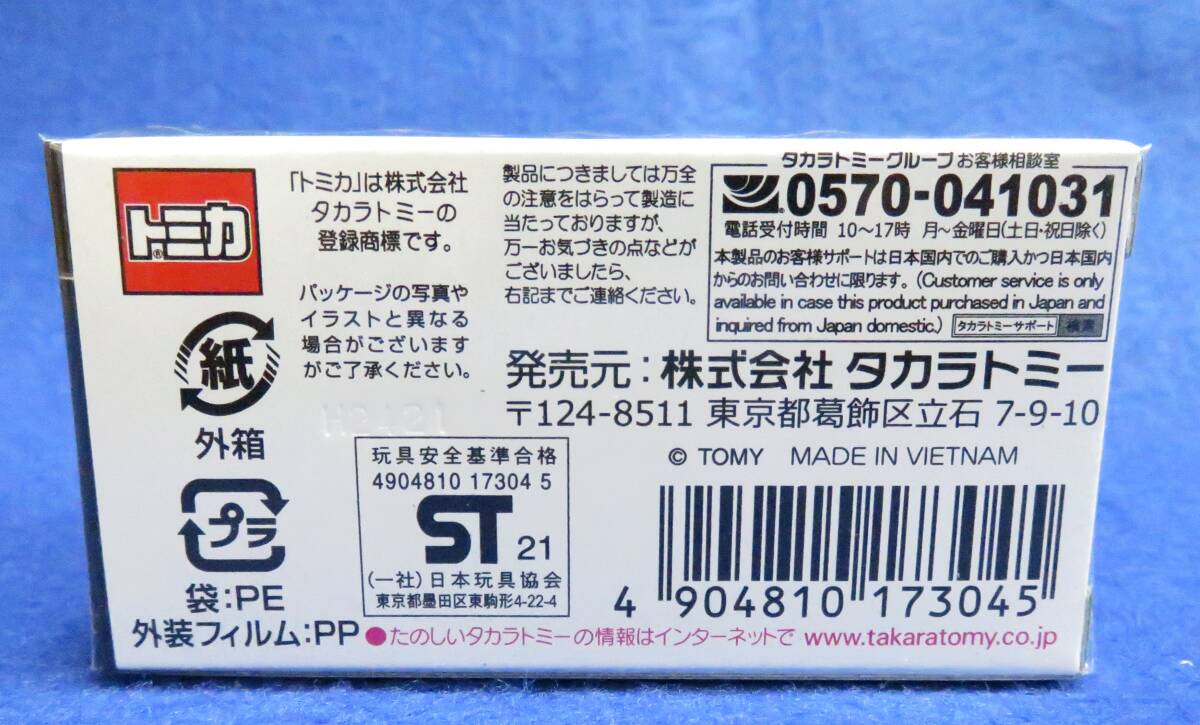 トミカ®
「トミカ」は株式会社
タカラトミーの
登録商標です。
パッケージの写真や
イラストと異なる
場合がございます
がご了承ください。
製品につきましては万全
の注意をはらって製造に
当たっておりますが、
万一お気づきの点などが
ございましたら、
右記までご連絡ください。
タカラトミーグループお客様相談室
0570-041031
電話受付時間 10~17時 月~金曜日(土日・祝日除く)
本製品のお客様サポートは日本国内でのご購入かつ日本国内
からのお問い合わせに限ります。(Customer service is only
available in case this product purchased in Japan and
inquired from Japan domestic.) タカラトミーサポート 検索
発売元:株式会社 タカラトミー
〒124-8511 東京都葛飾区立石 7-9-10
© TOMY MADE IN VIETNAM
紙
外箱
プラ
袋:PE
外装フィルム:PP
玩具安全基準合格
4904810 17304 5
ST 21
(一社)日本玩具協会
東京都墨田区東駒形4-22-4
4 904810 173045
●たのしいタカラトミーの情報はインターネットで www.takaratomy.co.jp